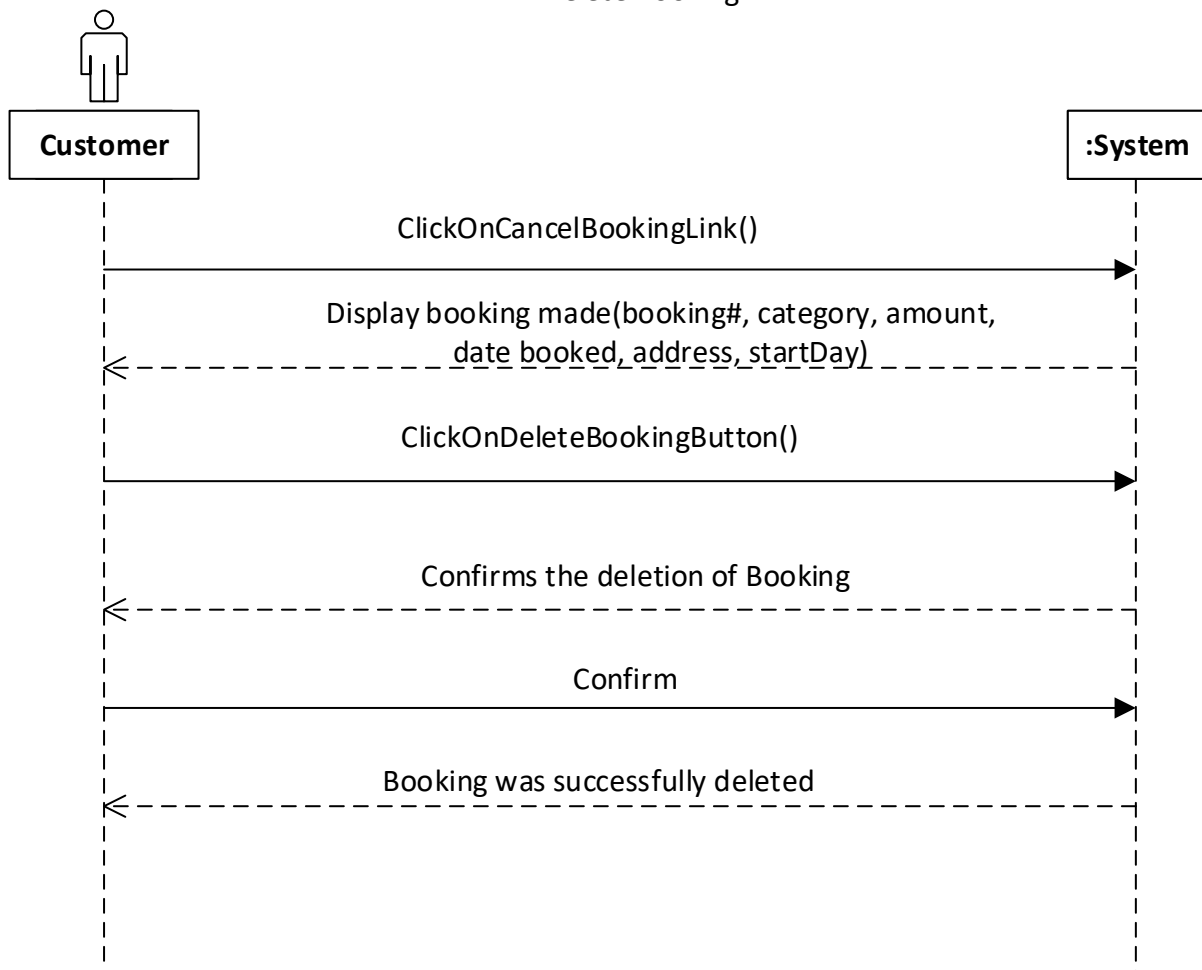 Customer
:System
ClickOnCancelBookingLink()
Display booking made(booking#, category, amount,
date booked, address, startDay)
ClickOnDeleteBookingButton()
Confirms the deletion of Booking
Confirm
Booking was successfully deleted